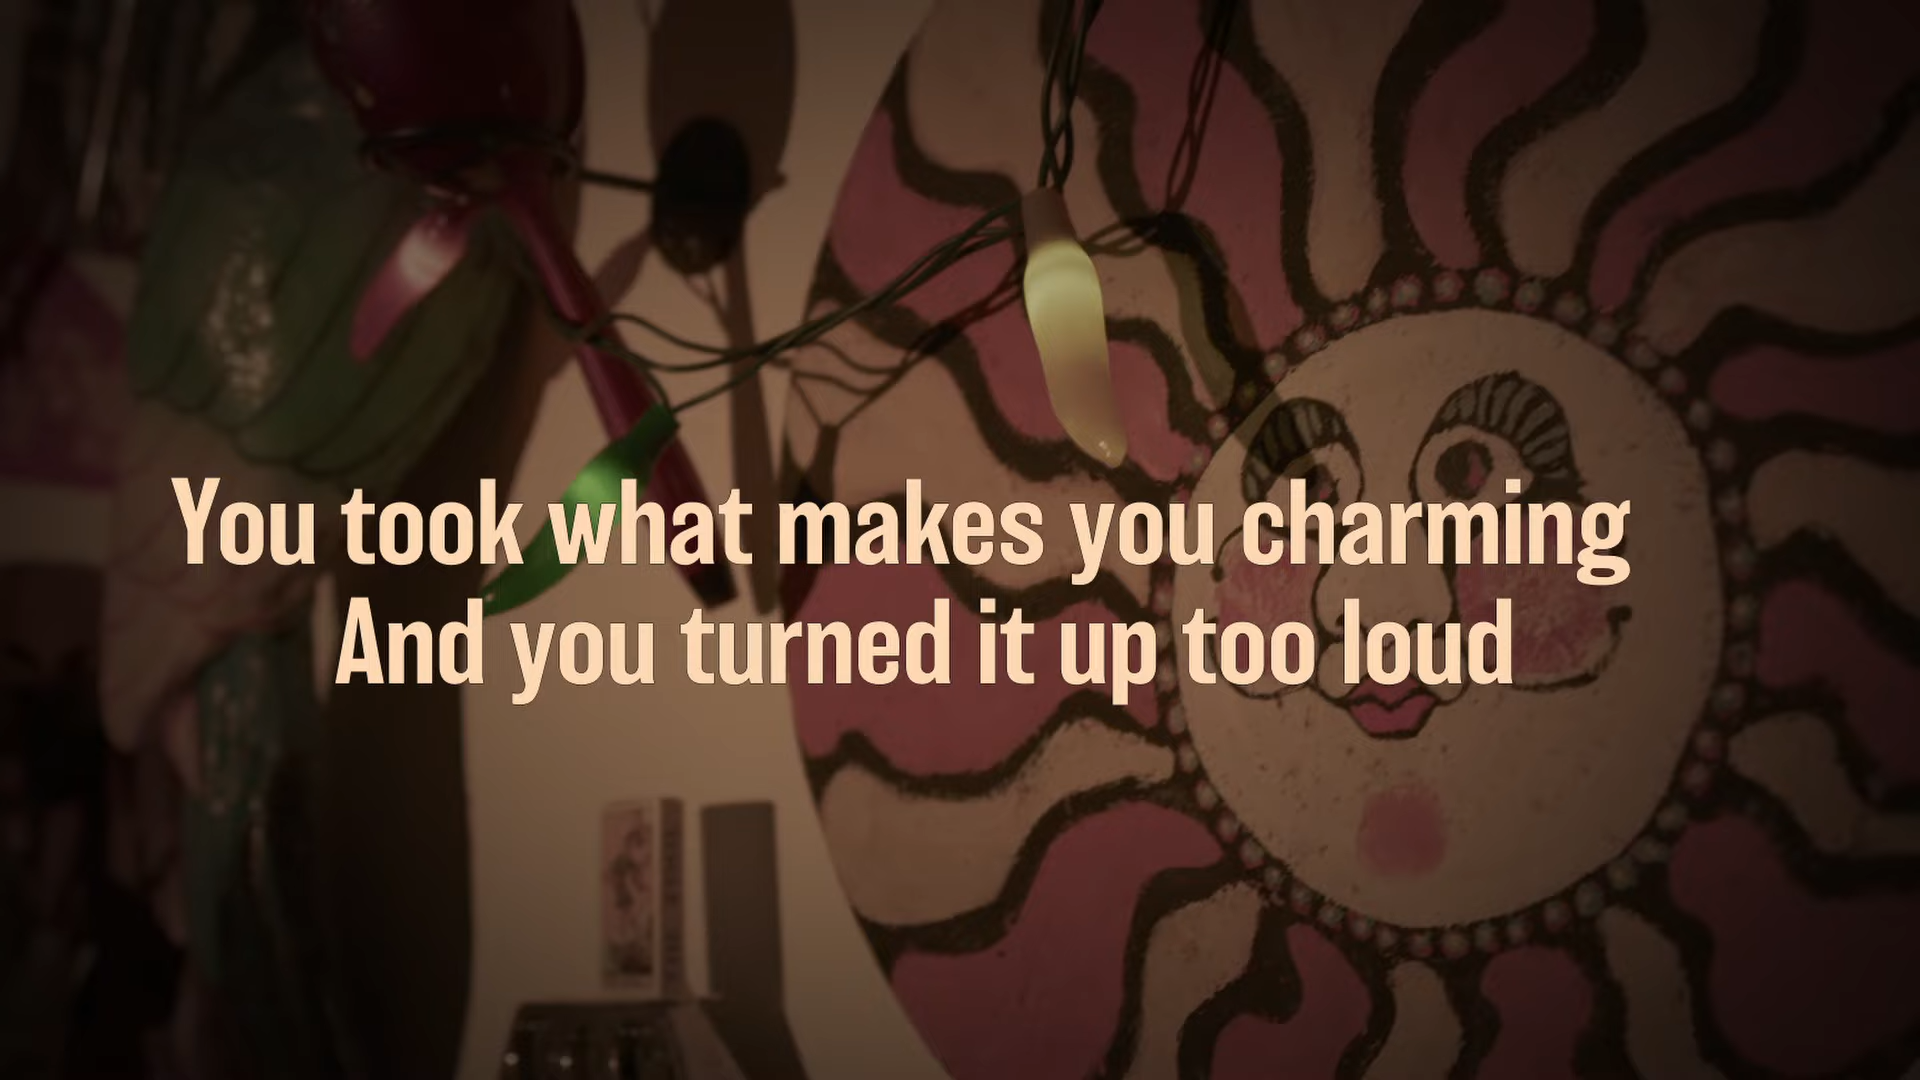 You took what makes you charming
And you turned it up too loud